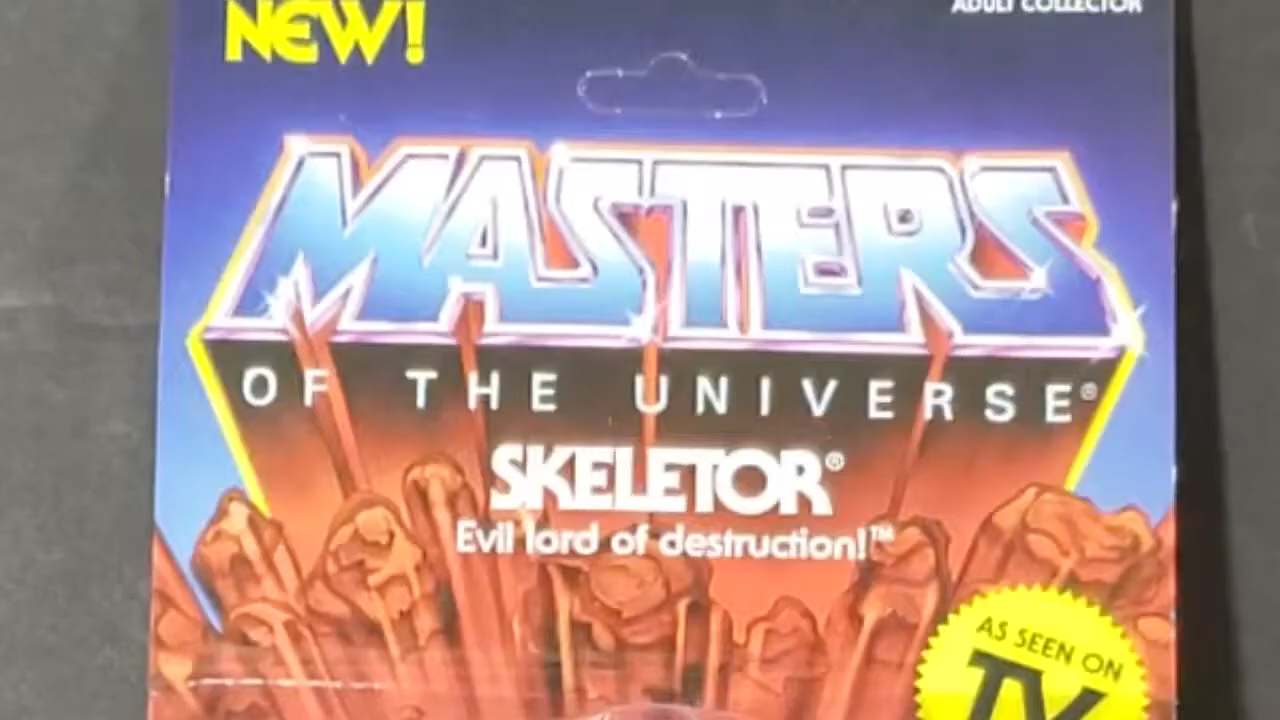 NEW!
ADULT COLLECTOR
MASTERS
OF THE UNIVERSE®
SKELETOR®
Evil lord of destruction!™
AS SEEN ON
TV